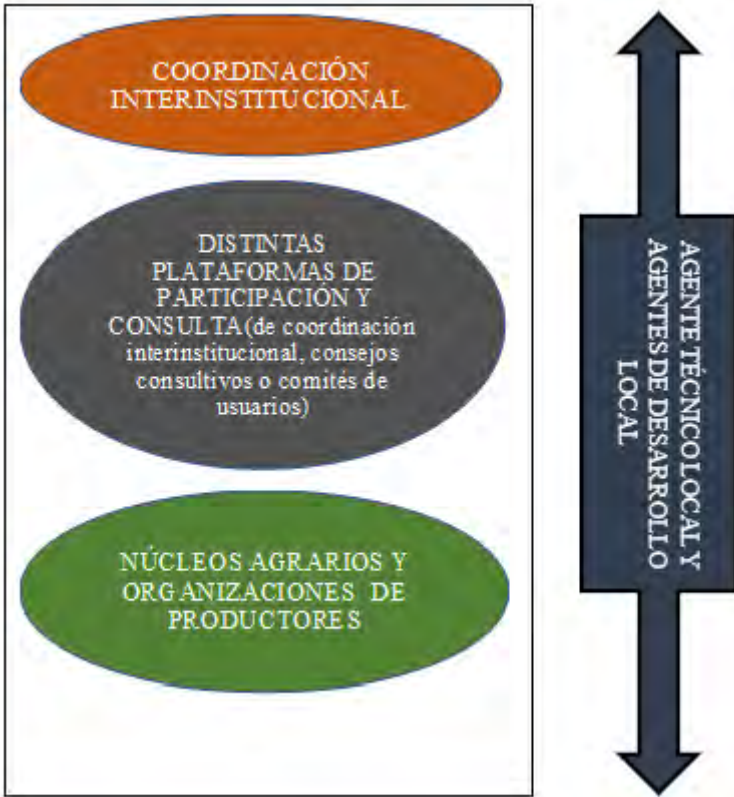 COORDINACIÓN
INTERINSTITUCIONAL
DISTINTAS
PLATAFORMAS DE
PARTICIPACIÓN Y
CONSULTA(de coordinación
interinstitucional, consejos
consultivos o comités de
usuarios)
NÚCLEOS AGRARIOS Y
ORGANIZACIONES DE
PRODUCTORES
AGENTE TÉCNICO LOCAL Y
AGENTES DE DESARROLLO
LOCAL